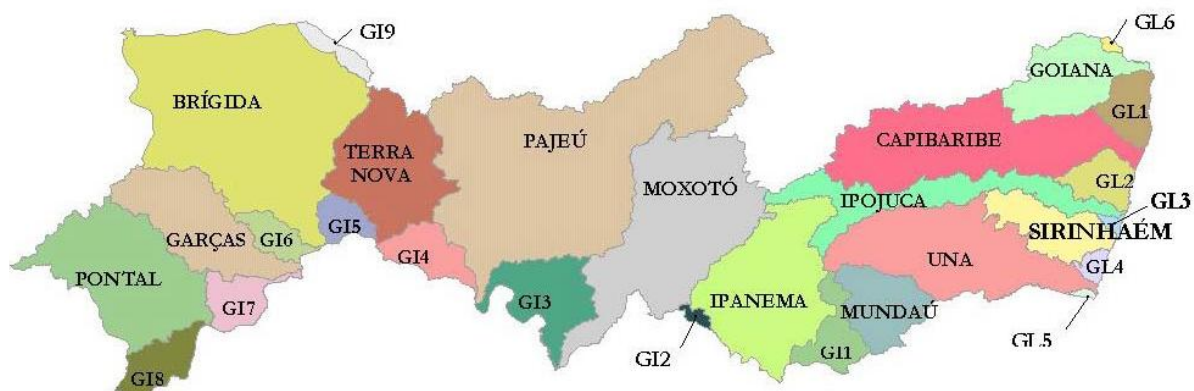 GI9
GL6
BRÍGIDA
GOIANA
GL1
CAPIBARIBE
PAJEÚ
TERRA
NOVA
MOXOTÓ
GL2
IPOJUCA
GL3
GI5
SIRINHAÉM
GARÇAS
GI6
GI4
UNA
GL4
PONTAL
GI3
IPANEMA
GI7
MUNDAÚ
GL5
GI2
GI1
GI8